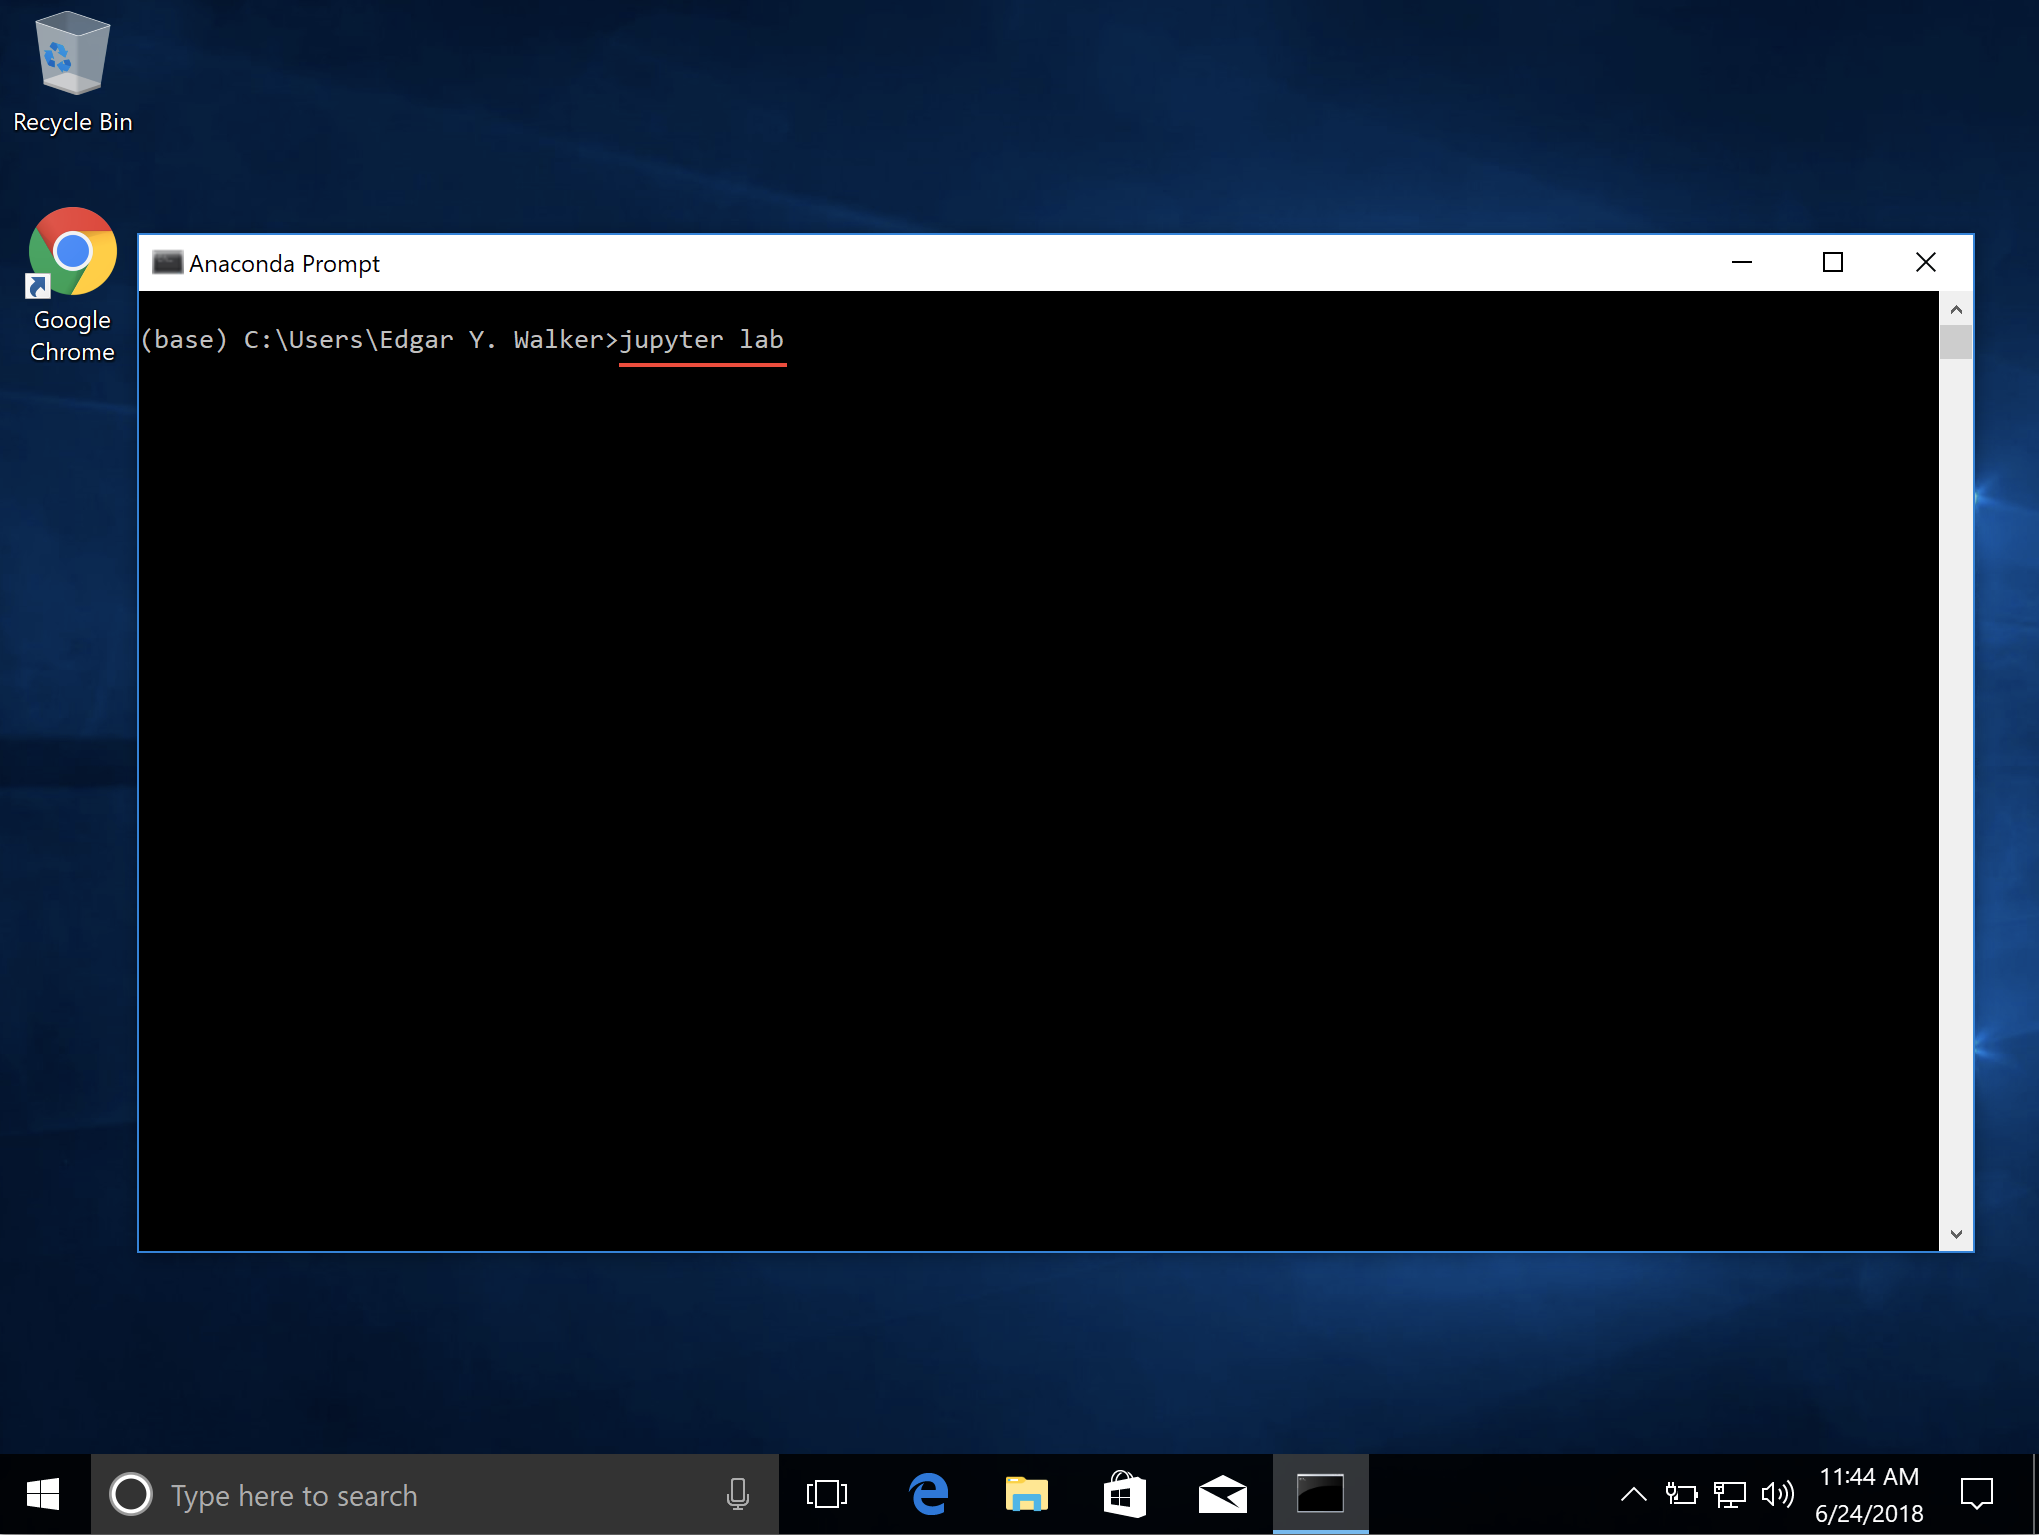 Recycle Bin
Google
Chrome
Anaconda Prompt
(base) C:\Users\Edgar Y. Walker>jupyter lab
Type here to search
11:44 AM
6/24/2018